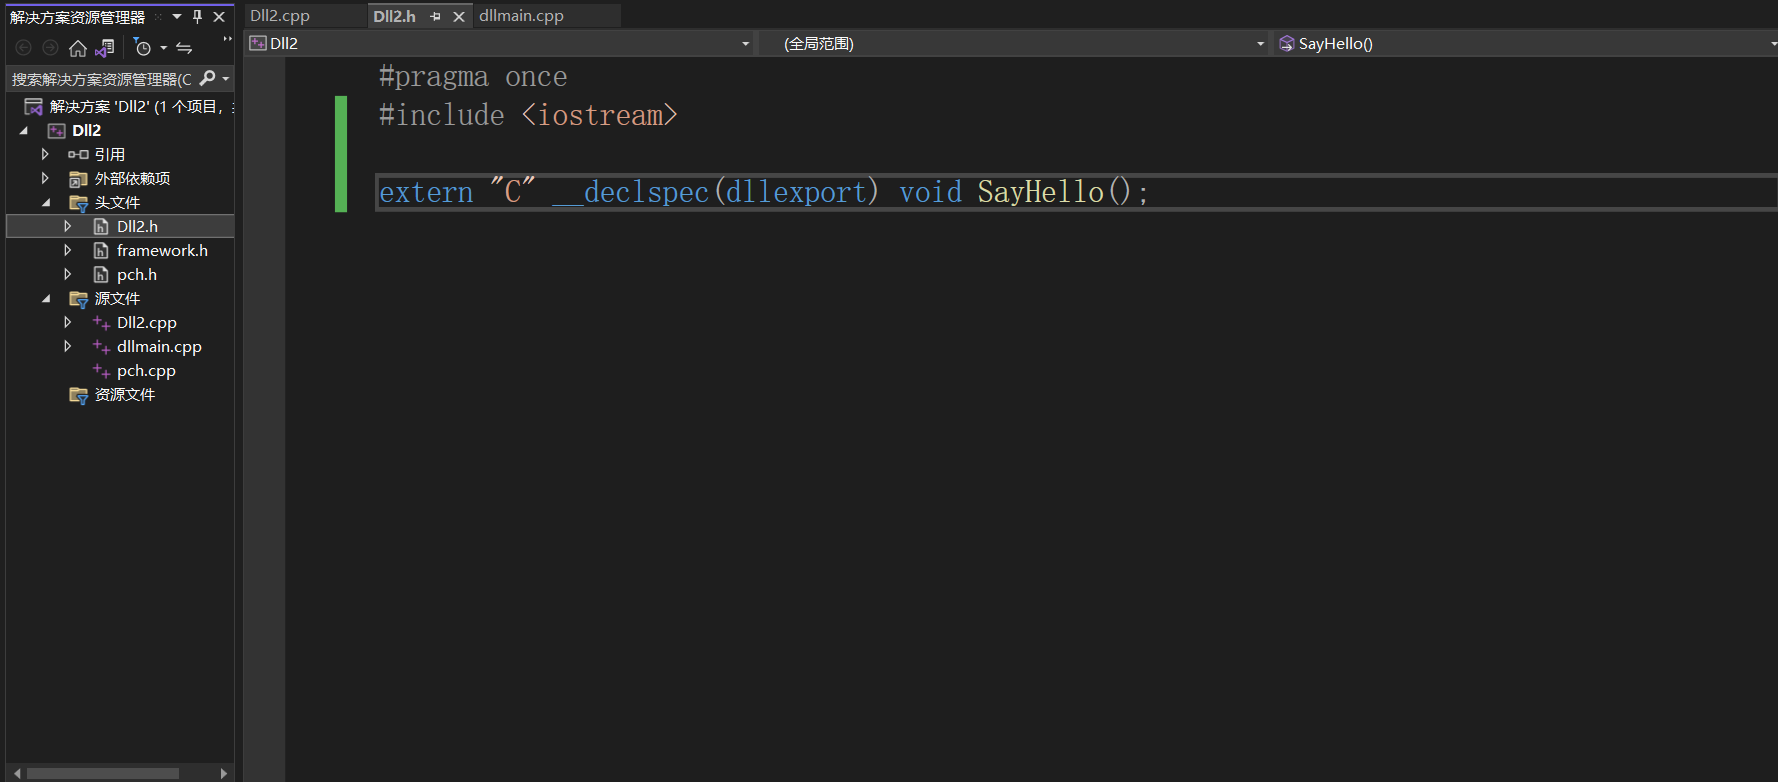 解决方案资源管理器
搜索解决方案资源管理器(C
解决方案 'Dll2' (1 个项目,
Dll2
引用
外部依赖项
头文件
Dll2.h
framework.h
pch.h
源文件
Dll2.cpp
dllmain.cpp
pch.cpp
资源文件
Dll2.cpp
Dll2.h
dllmain.cpp
Dll2
(全局范围)
SayHello()
#pragma once
#include <iostream>
extern "C" __declspec(dllexport) void SayHello();